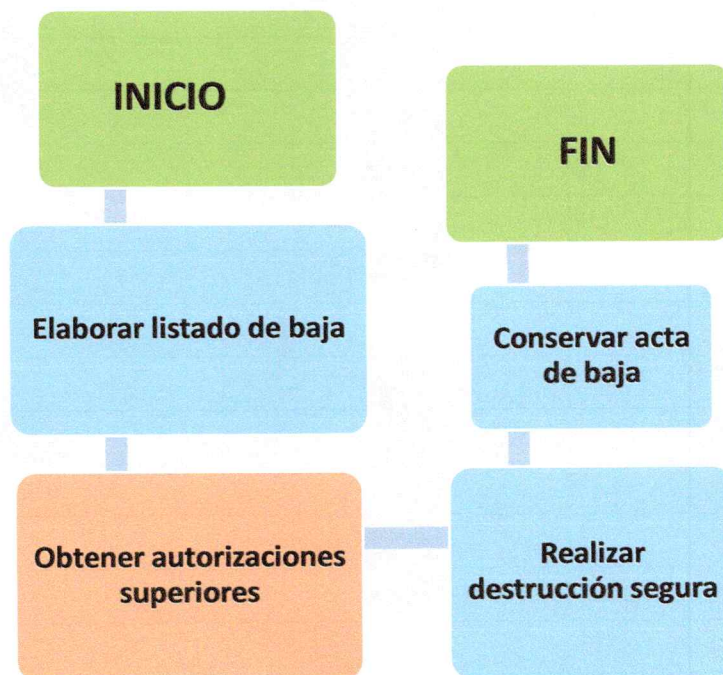 INICIO
Elaborar listado de baja
Obtener autorizaciones
superiores
Realizar
destrucción segura
Conservar acta
de baja
FIN